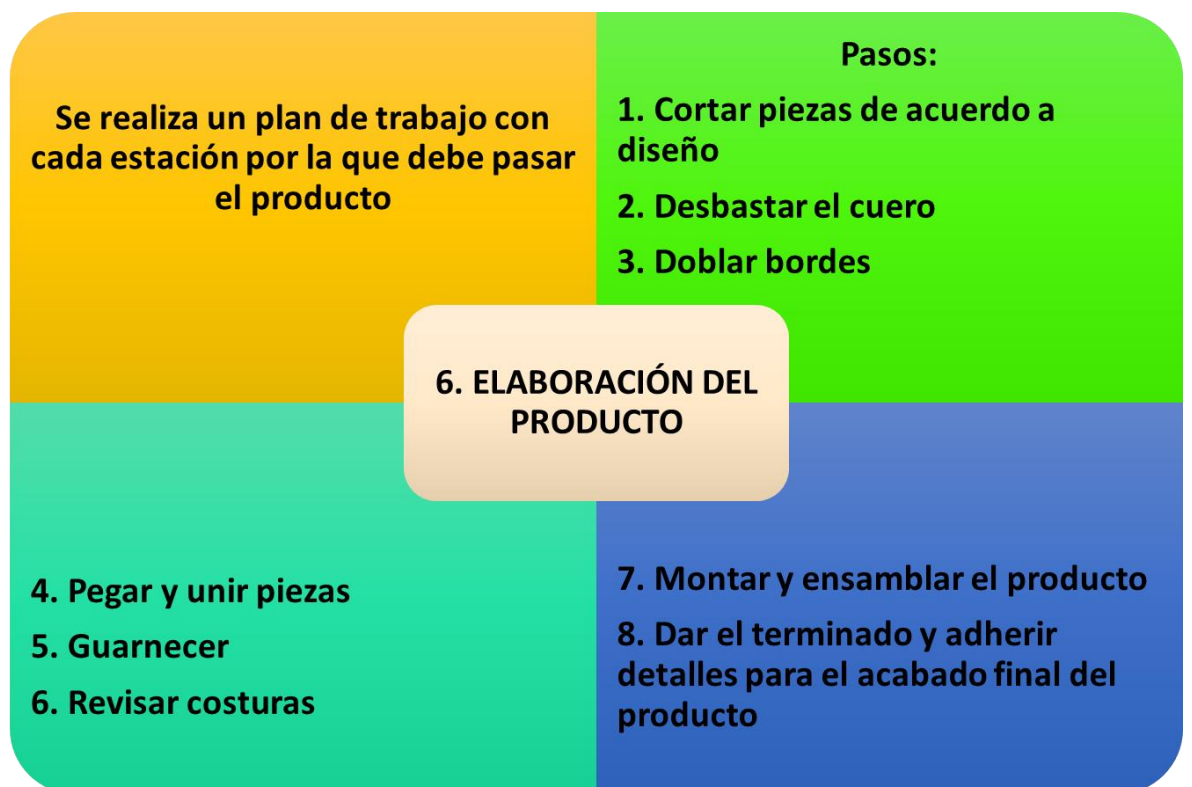 Se realiza un plan de trabajo con
cada estación por la que debe pasar
el producto
Pasos:
1. Cortar piezas de acuerdo a
diseño
2. Desbastar el cuero
3. Doblar bordes
6. ELABORACIÓN DEL
PRODUCTO
4. Pegar y unir piezas
5. Guarnecer
6. Revisar costuras
7. Montar y ensamblar el producto
8. Dar el terminado y adherir
detalles para el acabado final del
producto